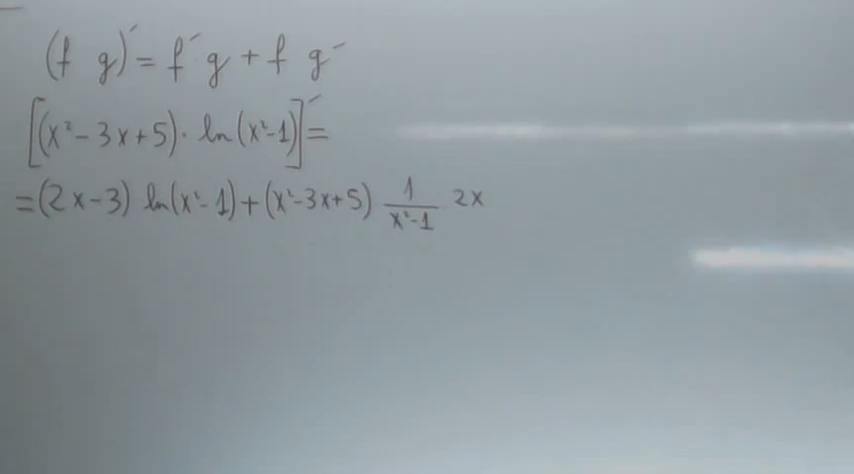 (f g)′ = f′ g + f g′
[(x² - 3x + 5) · ln(x² - 1)]′ =
= (2x - 3) ln(x² - 1) + (x² - 3x + 5) 1/(x² - 1) 2x